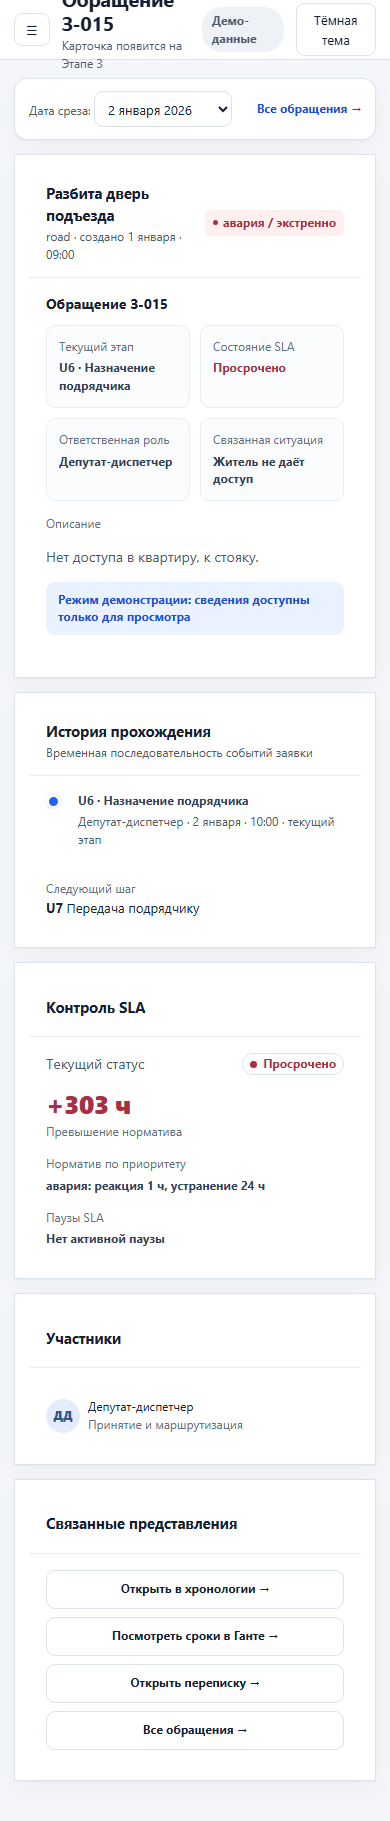 ☰
Обращение
3-015
Карточка появится на
Этапе 3
Демо-
данные
Тёмная
тема
Дата среза: 2 января 2026
Все обращения →
Разбита дверь
подъезда
road · создано 1 января ·
09:00
авария / экстренно
Обращение 3-015
Текущий этап
U6 · Назначение
подрядчика
Состояние SLA
Просрочено
Ответственная роль
Депутат-диспетчер
Связанная ситуация
Житель не даёт
доступ
Описание
Нет доступа в квартиру, к стояку.
Режим демонстрации: сведения доступны
только для просмотра
История прохождения
Временная последовательность событий заявки
U6 · Назначение подрядчика
Депутат-диспетчер · 2 января · 10:00 · текущий
этап
Следующий шаг
U7 Передача подрядчику
Контроль SLA
Текущий статус
Просрочено
+303 ч
Превышение норматива
Норматив по приоритету
авария: реакция 1 ч, устранение 24 ч
Паузы SLA
Нет активной паузы
Участники
ДД
Депутат-диспетчер
Принятие и маршрутизация
Связанные представления
Открыть в хронологии →
Посмотреть сроки в Ганте →
Открыть переписку →
Все обращения →